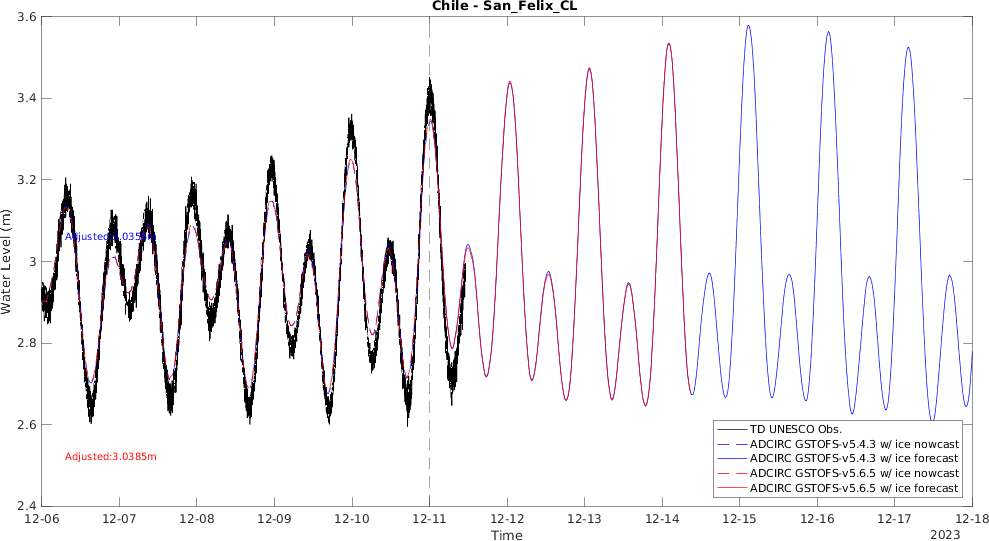 Chile - San_Felix_CL
3.6
3.4
3.2
3
2.8
2.6
2.4
Water Level (m)
Adjusted:3.0385m
TD UNESCO Obs.
ADCIRC GSTOFS-v5.4.3 w/ ice nowcast
ADCIRC GSTOFS-v5.4.3 w/ ice forecast
ADCIRC GSTOFS-v5.6.5 w/ ice nowcast
ADCIRC GSTOFS-v5.6.5 w/ ice forecast
12-06 12-07 12-08 12-09 12-10 12-11 12-12 12-13 12-14 12-15 12-16 12-17 12-18
Time
2023